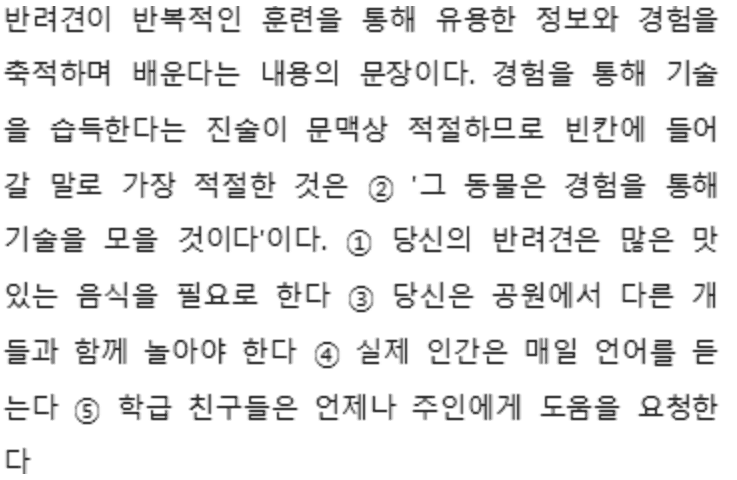 반려견이 반복적인 훈련을 통해 유용한 정보와 경험을
축적하며 배운다는 내용의 문장이다. 경험을 통해 기술
을 습득한다는 진술이 문맥상 적절하므로 빈칸에 들어
갈 말로 가장 적절한 것은 ② '그 동물은 경험을 통해
기술을 모을 것이다'이다. ① 당신의 반려견은 많은 맛
있는 음식을 필요로 한다 ③ 당신은 공원에서 다른 개
들과 함께 놀아야 한다 ④ 실제 인간은 매일 언어를 듣
는다 ⑤ 학급 친구들은 언제나 주인에게 도움을 요청한
다